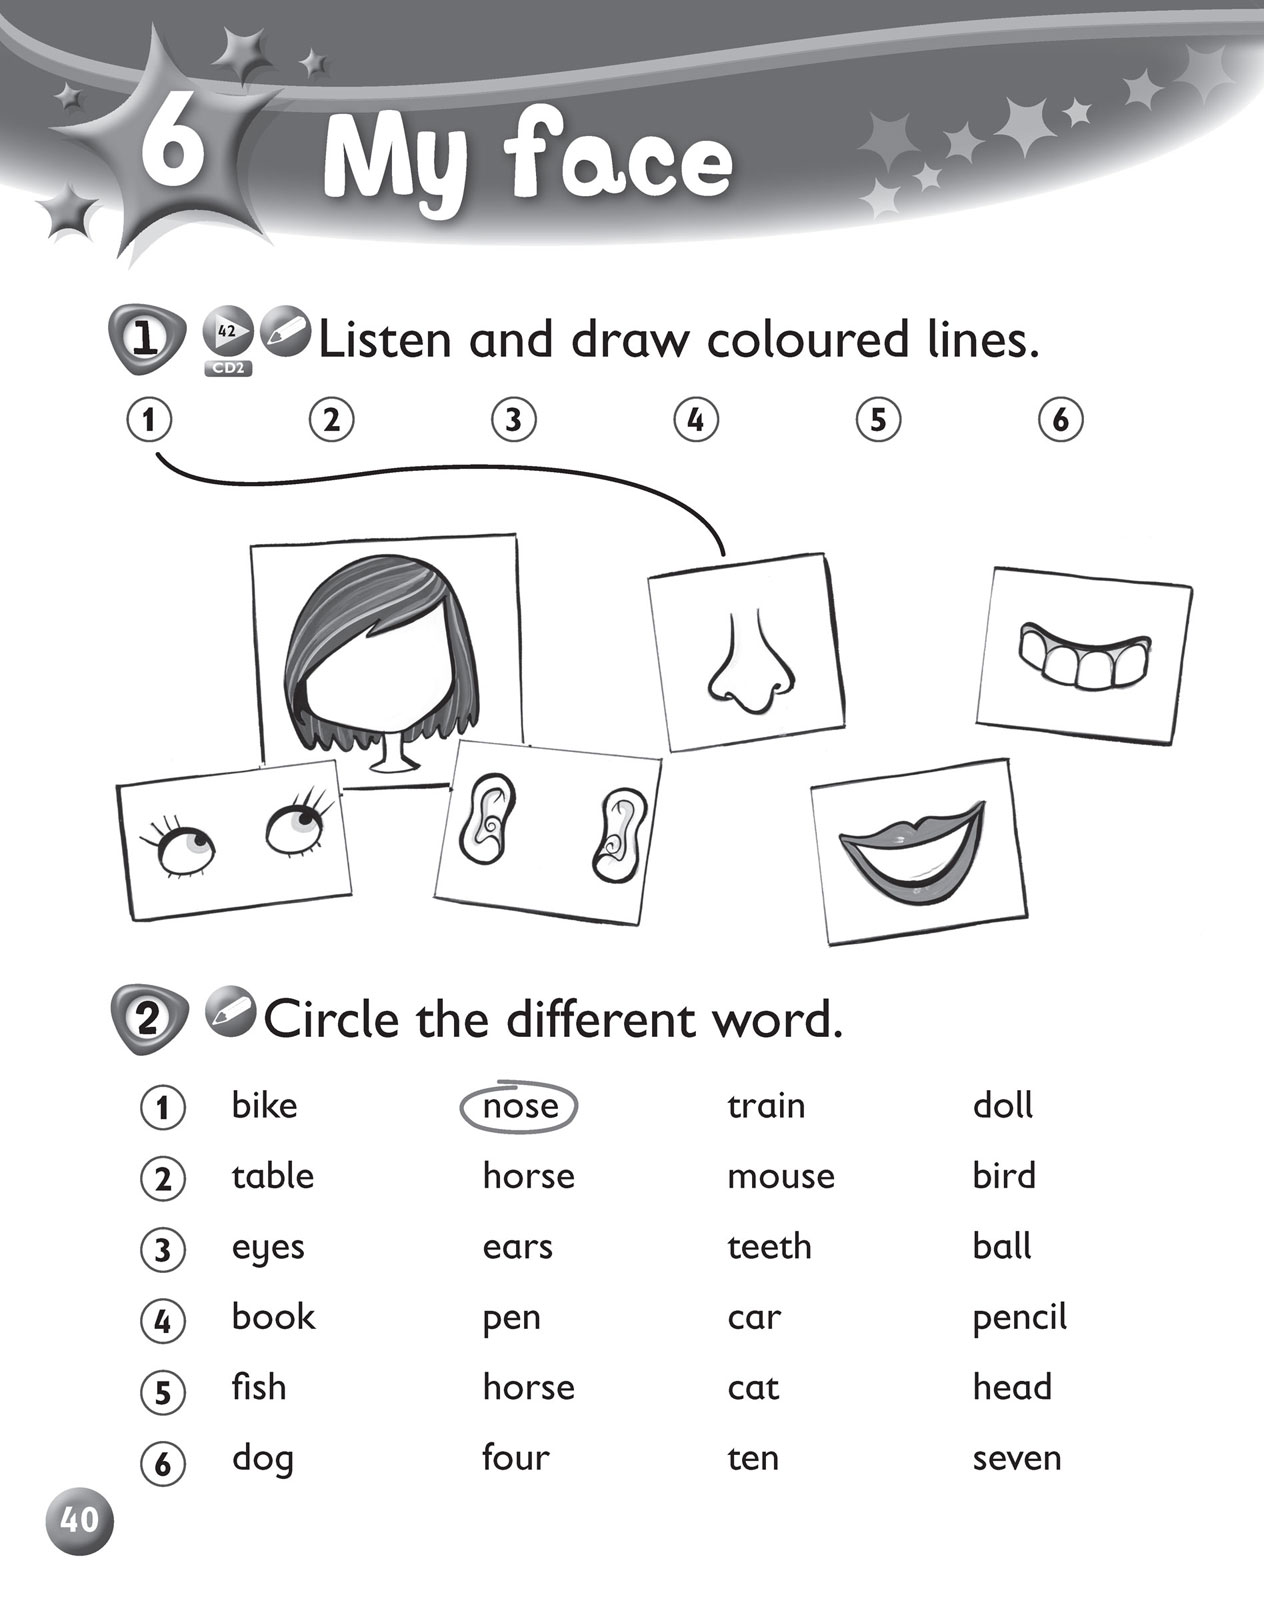 6 My face
1 42 CD2 Listen and draw coloured lines.
1 2 3 4 5 6
2 Circle the different word.
1 bike nose train doll
2 table horse mouse bird
3 eyes ears teeth ball
4 book pen car pencil
5 fish horse cat head
6 dog four ten seven
40